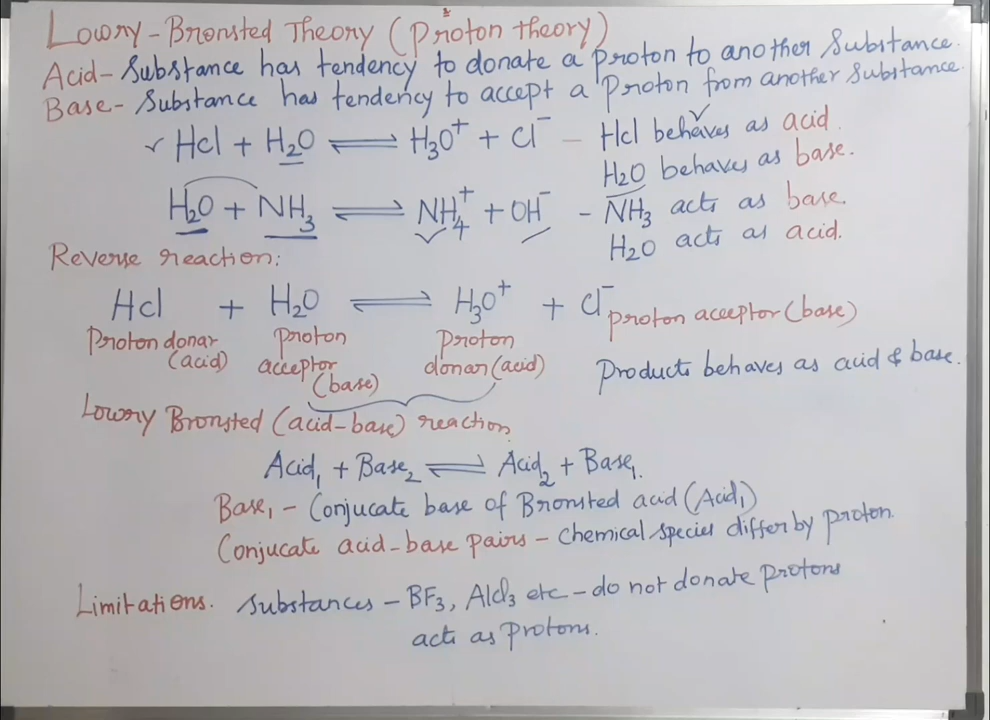 Lowry-Bronsted Theory (Proton theory)
Acid - Substance has tendency to donate a Proton to another Substance.
Base - Substance has tendency to accept a Proton from another Substance.
✓ Hcl + H₂O ⇌ H₃O⁺ + Cl⁻ - Hcl behaves as acid.
H₂O behaves as base.
H₂O + NH₃ ⇌ NH₄⁺ + OH⁻ - NH₃ acts as base.
H₂O acts as acid.
Reverse reaction:
Hcl + H₂O ⇌ H₃O⁺ + Cl⁻ proton acceptor (base)
Proton donar (acid) proton acceptor (base) Proton donar (acid)
Products behaves as acid & base.
Lowry Bronsted (acid-base) reaction
Acid₁ + Base₂ ⇌ Acid₂ + Base₁.
Base₁ - Conjucate base of Bronsted acid (Acid₁)
Conjucate acid-base pairs - Chemical species differ by proton.
Limitations. Substances - BF₃, Alcl₃ etc - do not donate protons
acts as Protons.